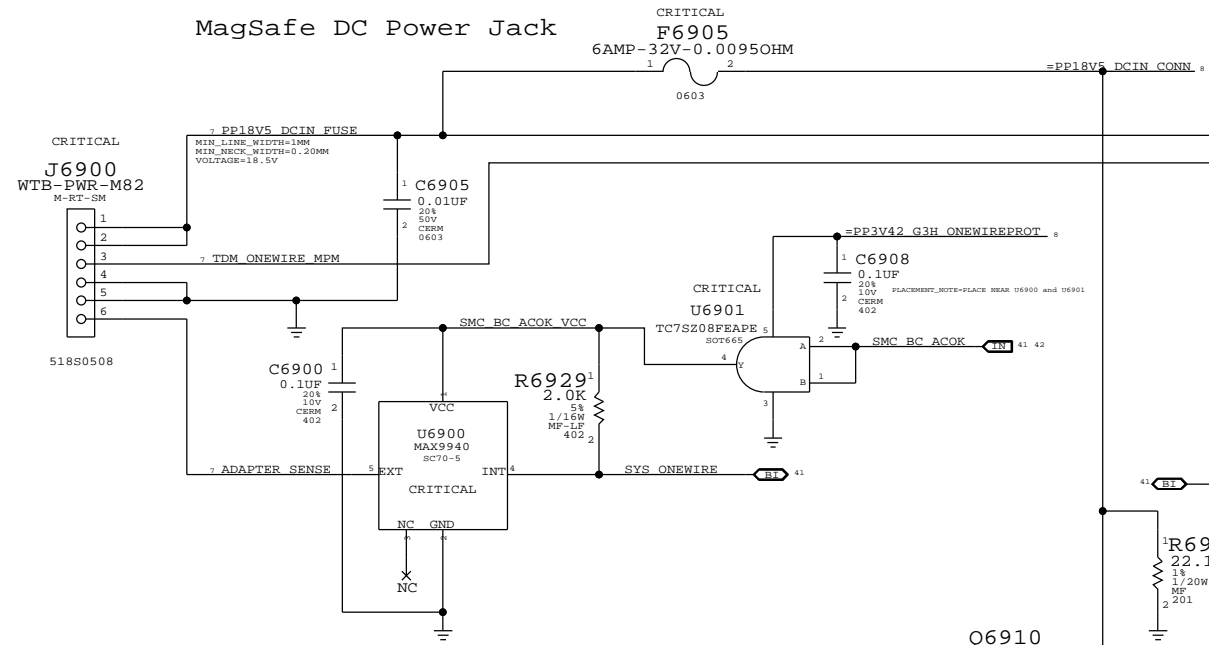 MagSafe DC Power Jack
CRITICAL
F6905
6AMP-32V-0.0095OHM
1 2
0603
=PP18V5_DCIN_CONN 8
7 PP18V5_DCIN_FUSE
MIN_LINE_WIDTH=1MM
MIN_NECK_WIDTH=0.20MM
VOLTAGE=18.5V
CRITICAL
J6900
WTB-PWR-M82
M-RT-SM
1
2
3
4
5
6
518S0508
1 C6905
0.01UF
20%
50V
2 CERM
0603
7 TDM_ONEWIRE_MPM
=PP3V42_G3H_ONEWIREPROT 8
1 C6908
0.1UF
20%
10V
2 CERM
402
PLACEMENT_NOTE=PLACE NEAR U6900 and U6901
CRITICAL
U6901
TC7SZ08FEAPE 5
SOT665
2 A
4 Y
1 B
3
SMC_BC_ACOK
IN 41 42
SMC_BC_ACOK_VCC
C6900 1
0.1UF
20%
10V 2
CERM
402
R6929 1
2.0K
5%
1/16W
MF-LF
402 2
1
VCC
U6900
MAX9940
SC70-5
5 EXT
INT 4
CRITICAL
NC GND
3 2
NC
7 ADAPTER_SENSE
SYS_ONEWIRE
BI 41
41 BI
1 R69
22.1
1%
1/20W
MF
2 201
Q6910